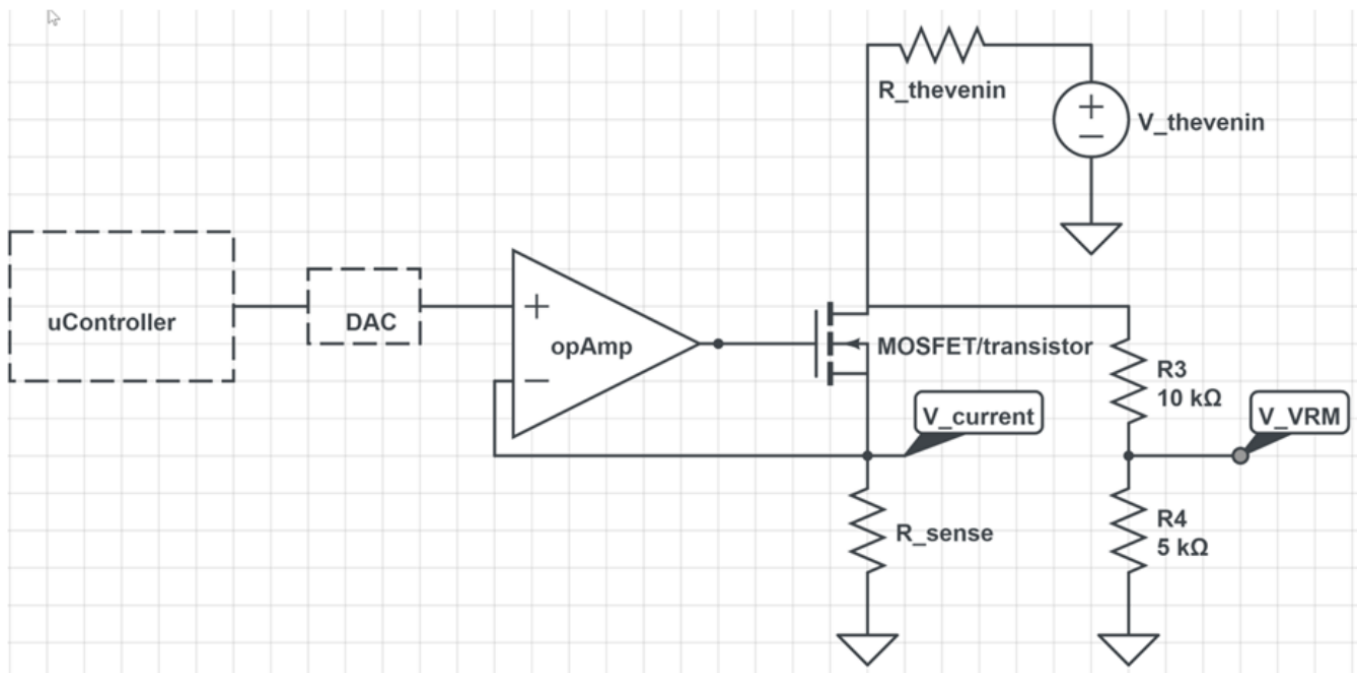 R_thevenin
V_thevenin
uController
DAC
opAmp
MOSFET/transistor
R3
10 kΩ
V_current
V_VRM
R_sense
R4
5 kΩ